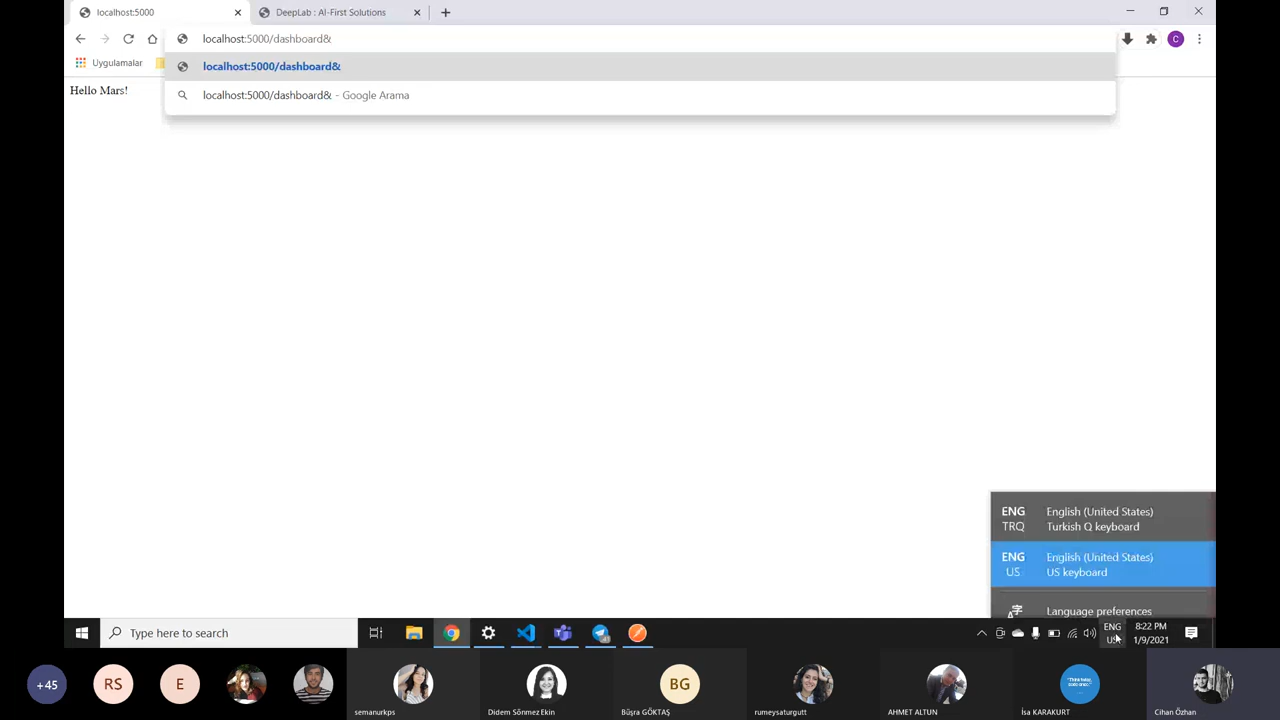 localhost:5000
DeepLab : AI-First Solutions
localhost:5000/dashboard&
Uygulamalar
localhost:5000/dashboard&
Hello Mars!
localhost:5000/dashboard& - Google Arama
ENG English (United States)
TRQ Turkish Q keyboard
ENG English (United States)
US US keyboard
Language preferences
Type here to search
ENG
US
8:22 PM
1/9/2021
C
+45
RS
E
BG
semanurkps
Didem Sönmez Ekin
Büşra GÖKTAŞ
rumeysaturgutt
AHMET ALTUN
İsa KARAKURT
Cihan Özhan